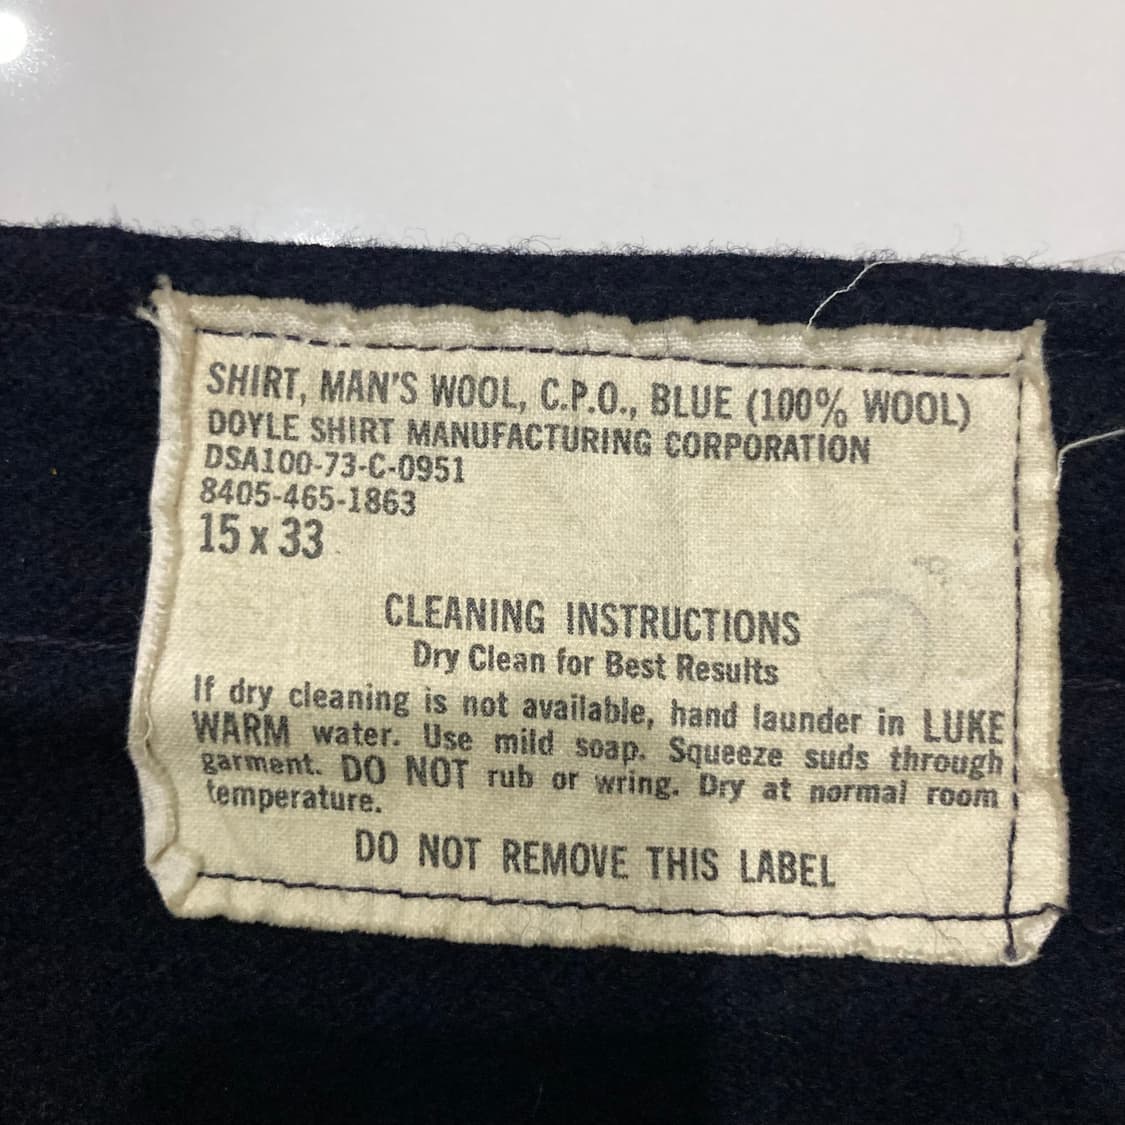 SHIRT, MAN'S WOOL, C.P.O., BLUE (100% WOOL)
DOYLE SHIRT MANUFACTURING CORPORATION
DSA100-73-C-0951
8405-465-1863
15 x 33
CLEANING INSTRUCTIONS
Dry Clean for Best Results
If dry cleaning is not available, hand launder in LUKE
WARM water. Use mild soap. Squeeze suds through
garment. DO NOT rub or wring. Dry at normal room
temperature.
DO NOT REMOVE THIS LABEL